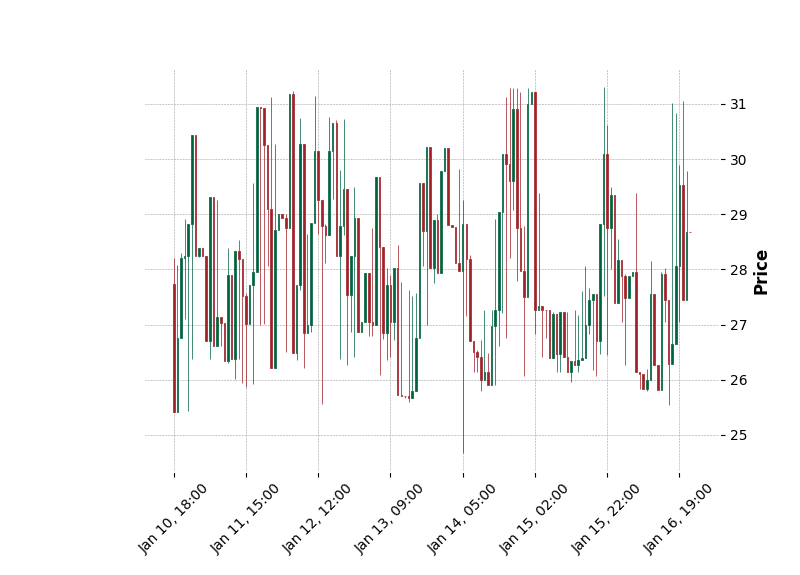 31
30
29
28
27
26
25
Price
Jan 10, 18:00
Jan 11, 15:00
Jan 12, 12:00
Jan 13, 09:00
Jan 14, 05:00
Jan 15, 02:00
Jan 15, 22:00
Jan 16, 19:00